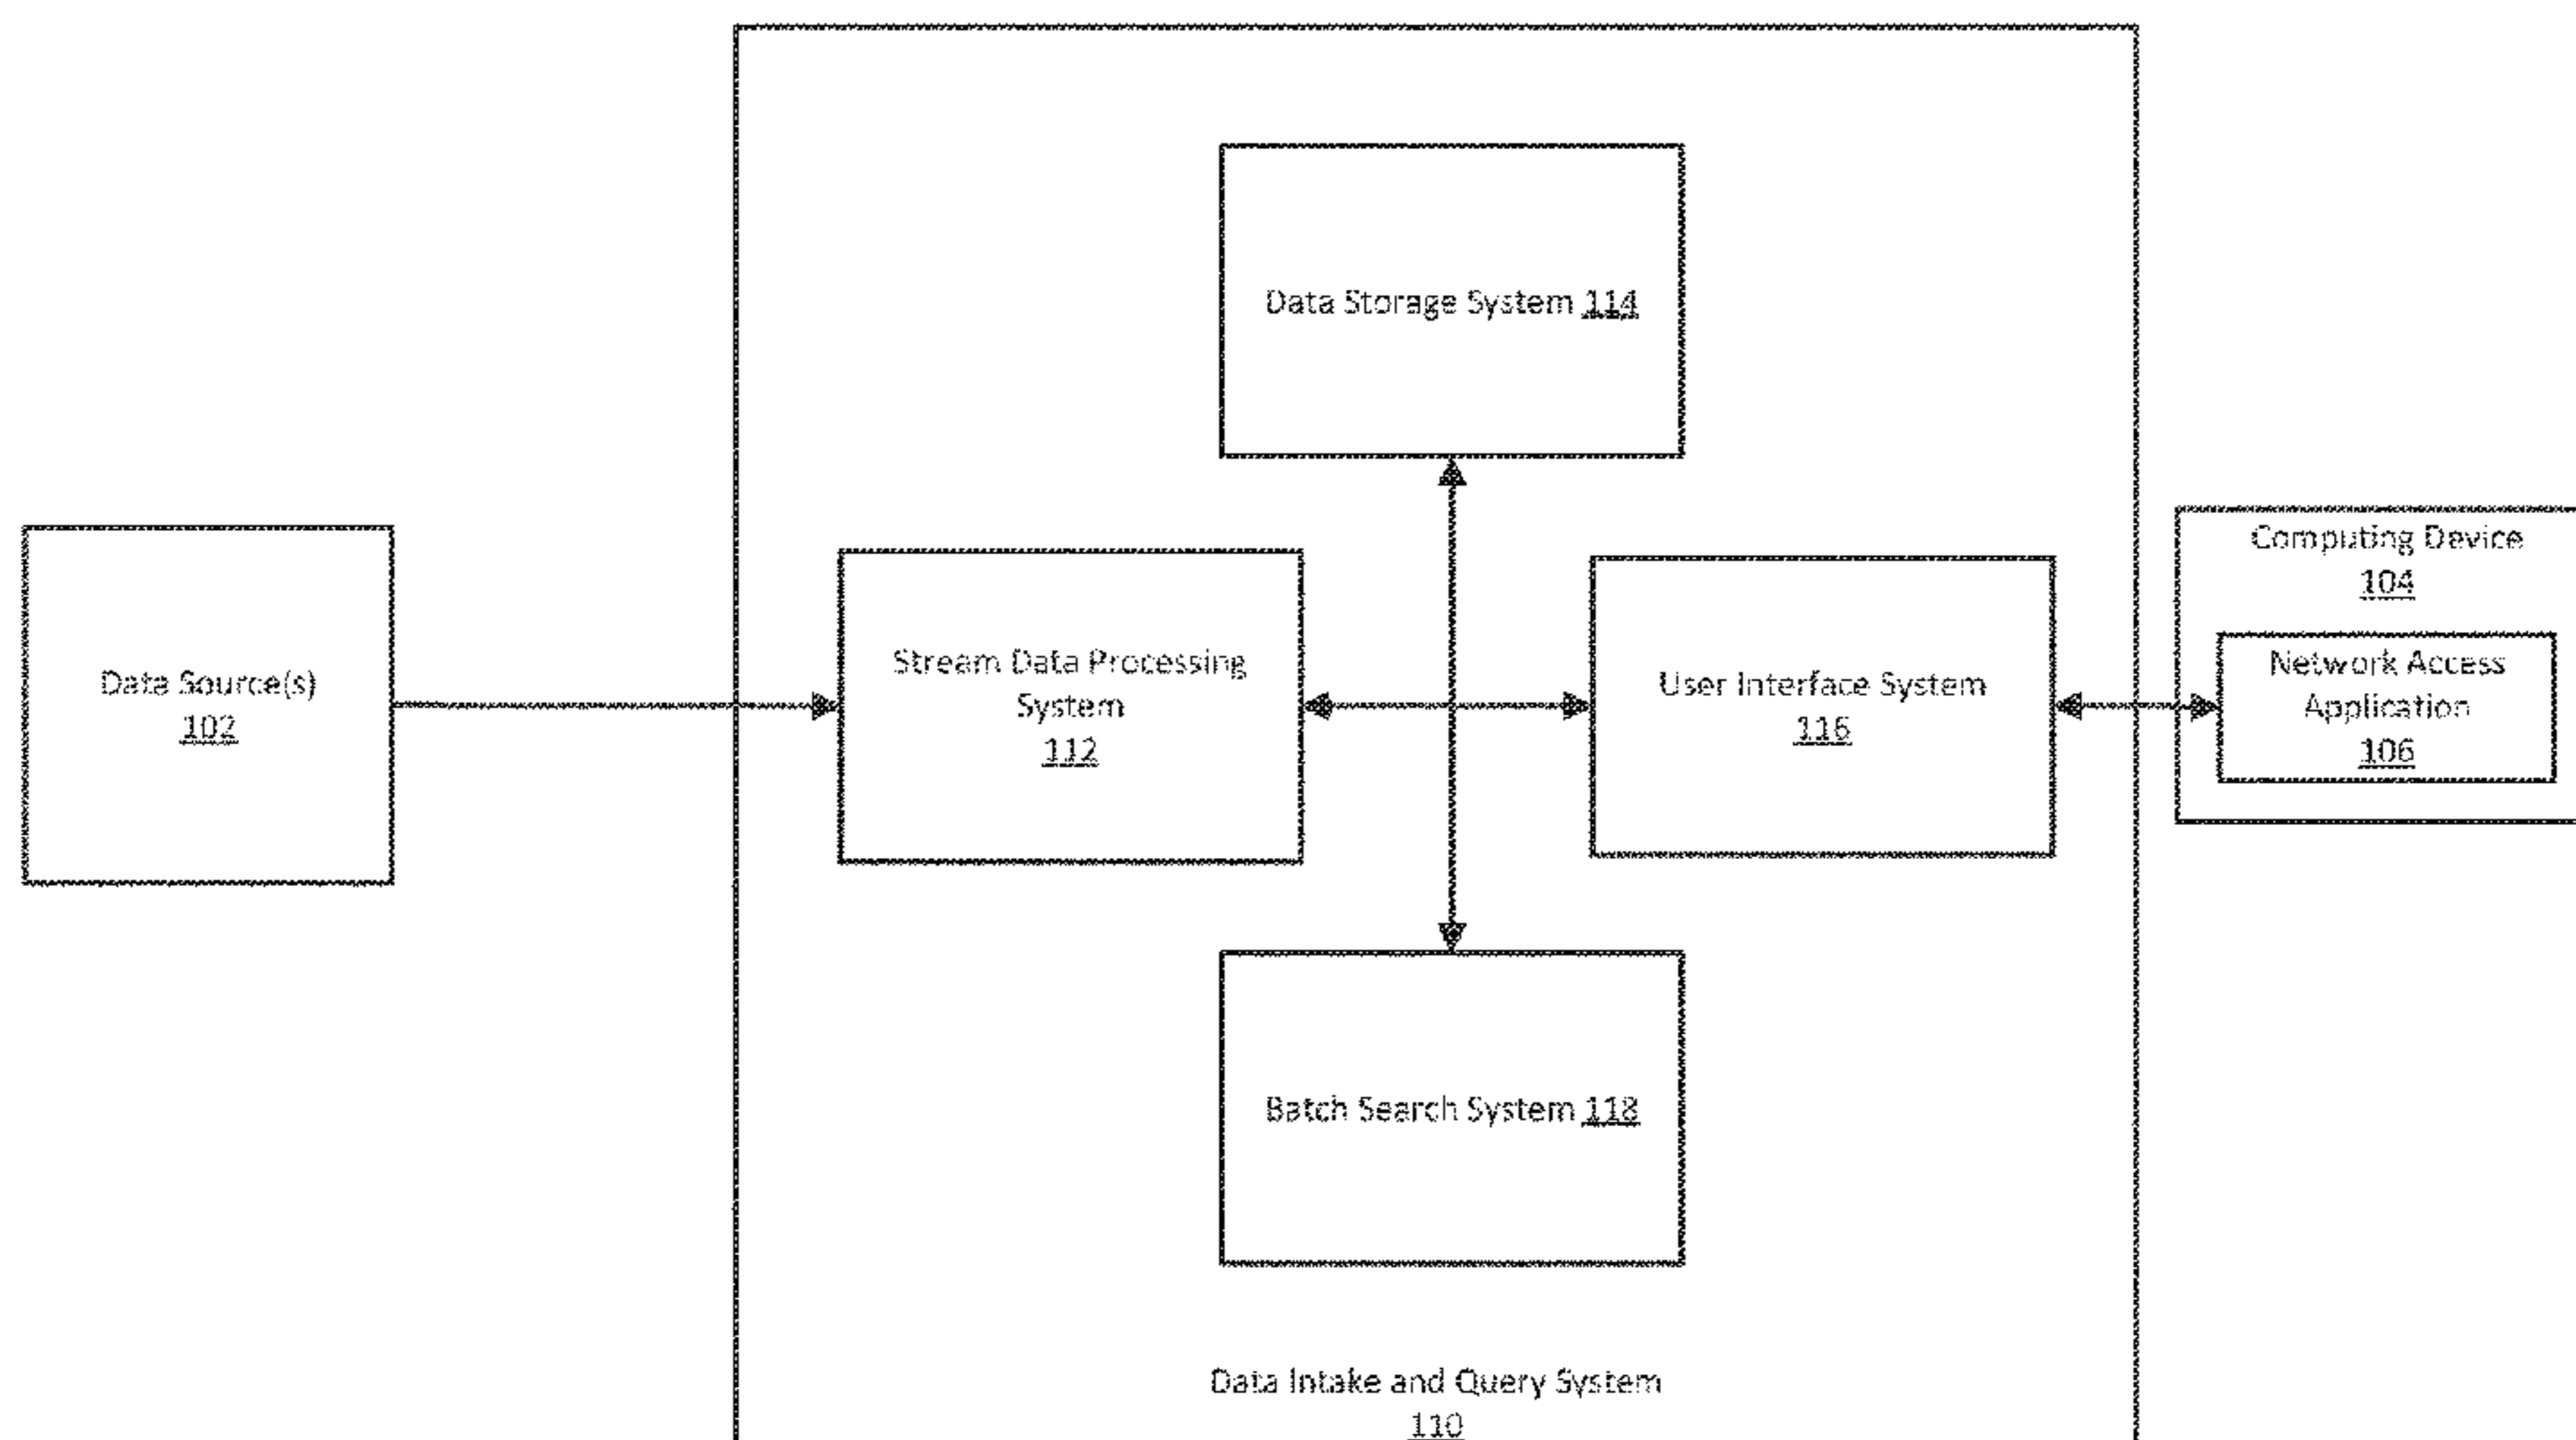 Data Storage System 114
Data Source(s)
102
Stream Data Processing
System
112
User Interface System
116
Computing Device
104
Network Access
Application
106
Batch Search System 118
Data Intake and Query System
110